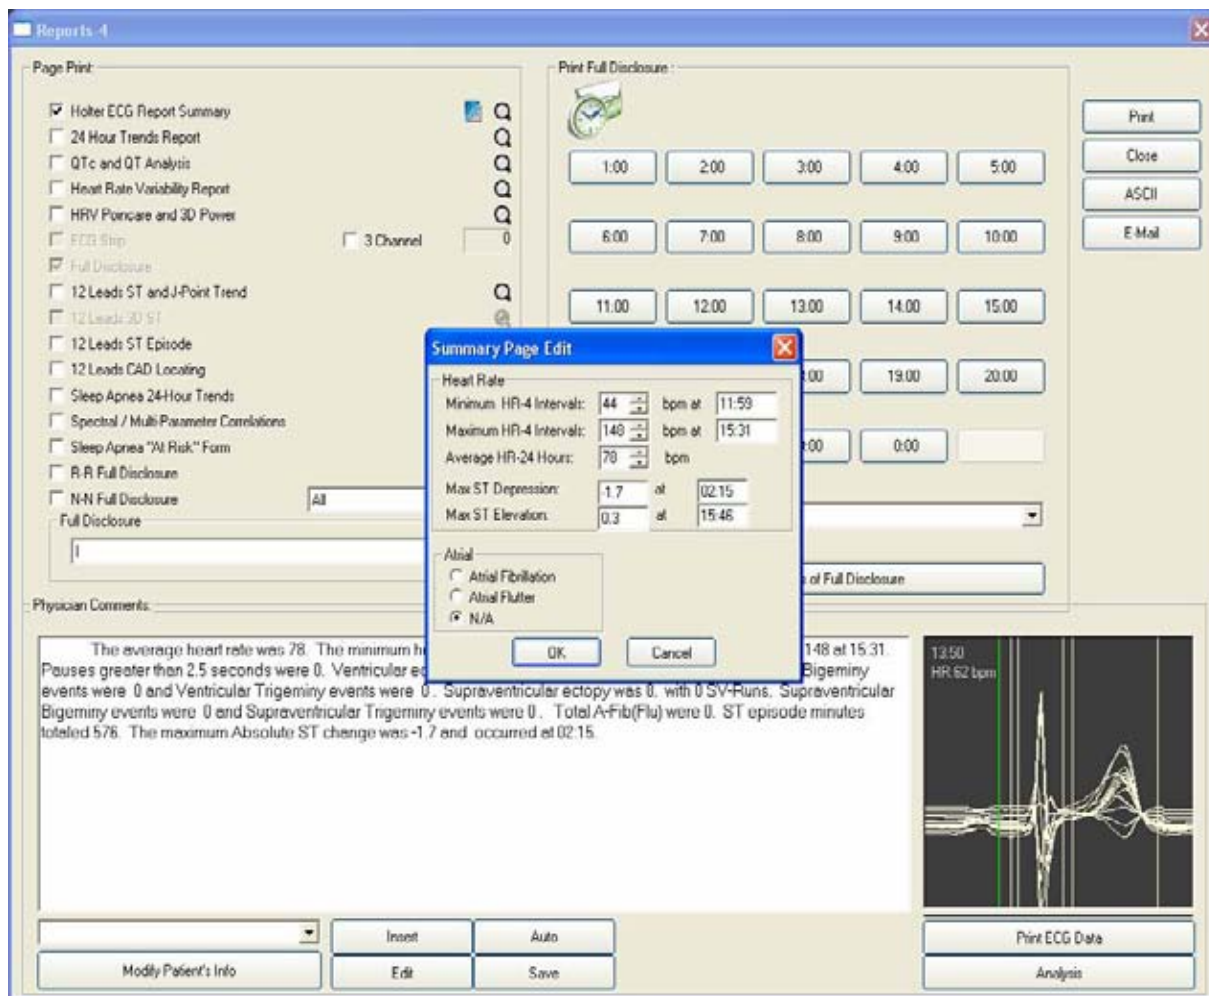 Reports-4
Page Print
Holter ECG Report Summary
24 Hour Trends Report
QTc and QT Analysis
Heart Rate Variability Report
HRV Poincare and 3D Power
ECG Strip
3 Channel
0
Full Disclosure
12 Leads ST and J-Point Trend
12 Leads 3D ST
12 Leads ST Episode
12 Leads CAD Locating
Sleep Apnea 24-Hour Trends
Spectral / Multi-Parameter Correlations
Sleep Apnea "At Risk" Form
R-R Full Disclosure
N-N Full Disclosure
All
Full Disclosure
Print Full Disclosure :
1:00 2:00 3:00 4:00 5:00
6:00 7:00 8:00 9:00 10:00
11:00 12:00 13:00 14:00 15:00
:00 19:00 20:00
:00 0:00
of Full Disclosure
Print
Close
ASCII
E-Mail
Summary Page Edit
Heart Rate
Minimum HR-4 Intervals: 44 bpm at 11:59
Maximum HR-4 Intervals: 148 bpm at 15:31
Average HR-24 Hours: 78 bpm
Max ST Depression: -1.7 at 02:15
Max ST Elevation: 0.3 at 15:46
Atrial
Atrial Fibrillation
Atrial Flutter
N/A
OK Cancel
Physician Comments:
The average heart rate was 78. The minimum h 148 at 15:31.
Pauses greater than 2.5 seconds were 0. Ventricular ec Bigeminy
events were 0 and Ventricular Trigeminy events were 0 . Supraventricular ectopy was 0. with 0 SV-Runs. Supraventricular
Bigeminy events were 0 and Supraventricular Trigeminy events were 0 . Total A-Fib(Flu) were 0. ST episode minutes
totaled 576. The maximum Absolute ST change was -1.7 and occurred at 02:15.
13:50
HR:62 bpm
Insert Auto
Modify Patient's Info Edit Save
Print ECG Data
Analysis